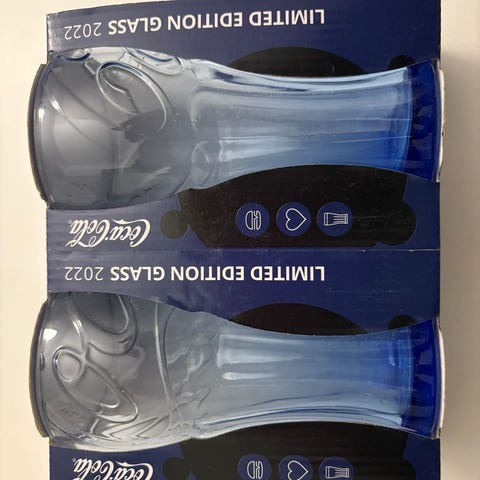 LIMITED EDITION GLASS 2022
Coca-Cola
LIMITED EDITION GLASS 2022
Coca-Cola®